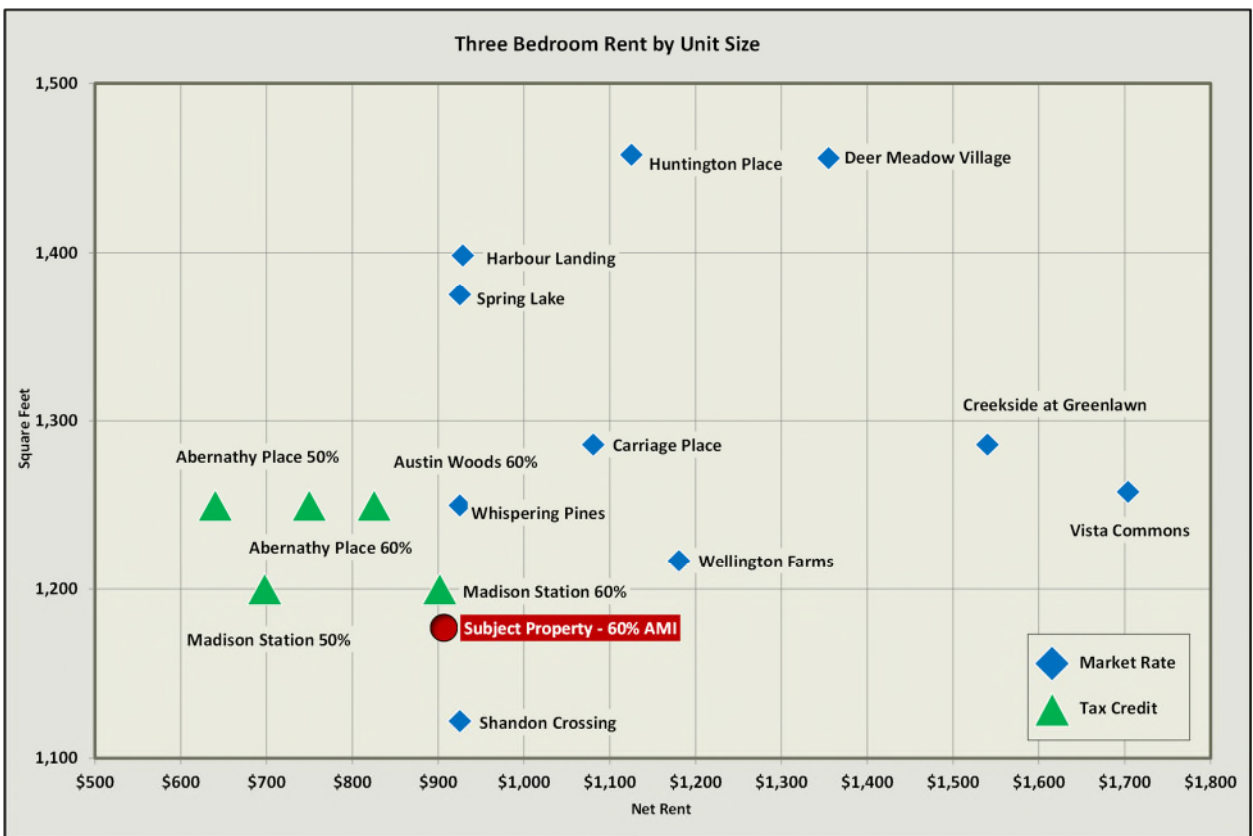 Three Bedroom Rent by Unit Size
1,500
Huntington Place
Deer Meadow Village
1,400
Harbour Landing
Spring Lake
Square Feet
1,300
Creekside at Greenlawn
Carriage Place
Abernathy Place 50%
Austin Woods 60%
Whispering Pines
Vista Commons
Abernathy Place 60%
Wellington Farms
1,200
Madison Station 60%
Subject Property - 60% AMI
Madison Station 50%
Market Rate
Tax Credit
Shandon Crossing
1,100
$500 $600 $700 $800 $900 $1,000 $1,100 $1,200 $1,300 $1,400 $1,500 $1,600 $1,700 $1,800
Net Rent